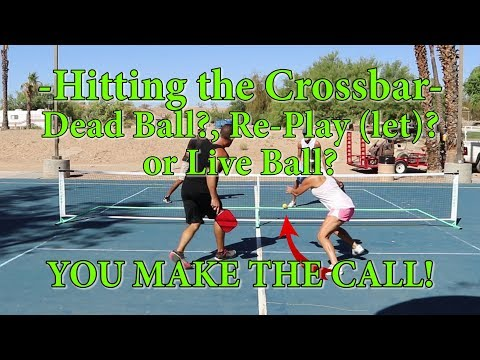 -Hitting the Crossbar-
Dead Ball?, Re-Play (let)?
or Live Ball?
YOU MAKE THE CALL!